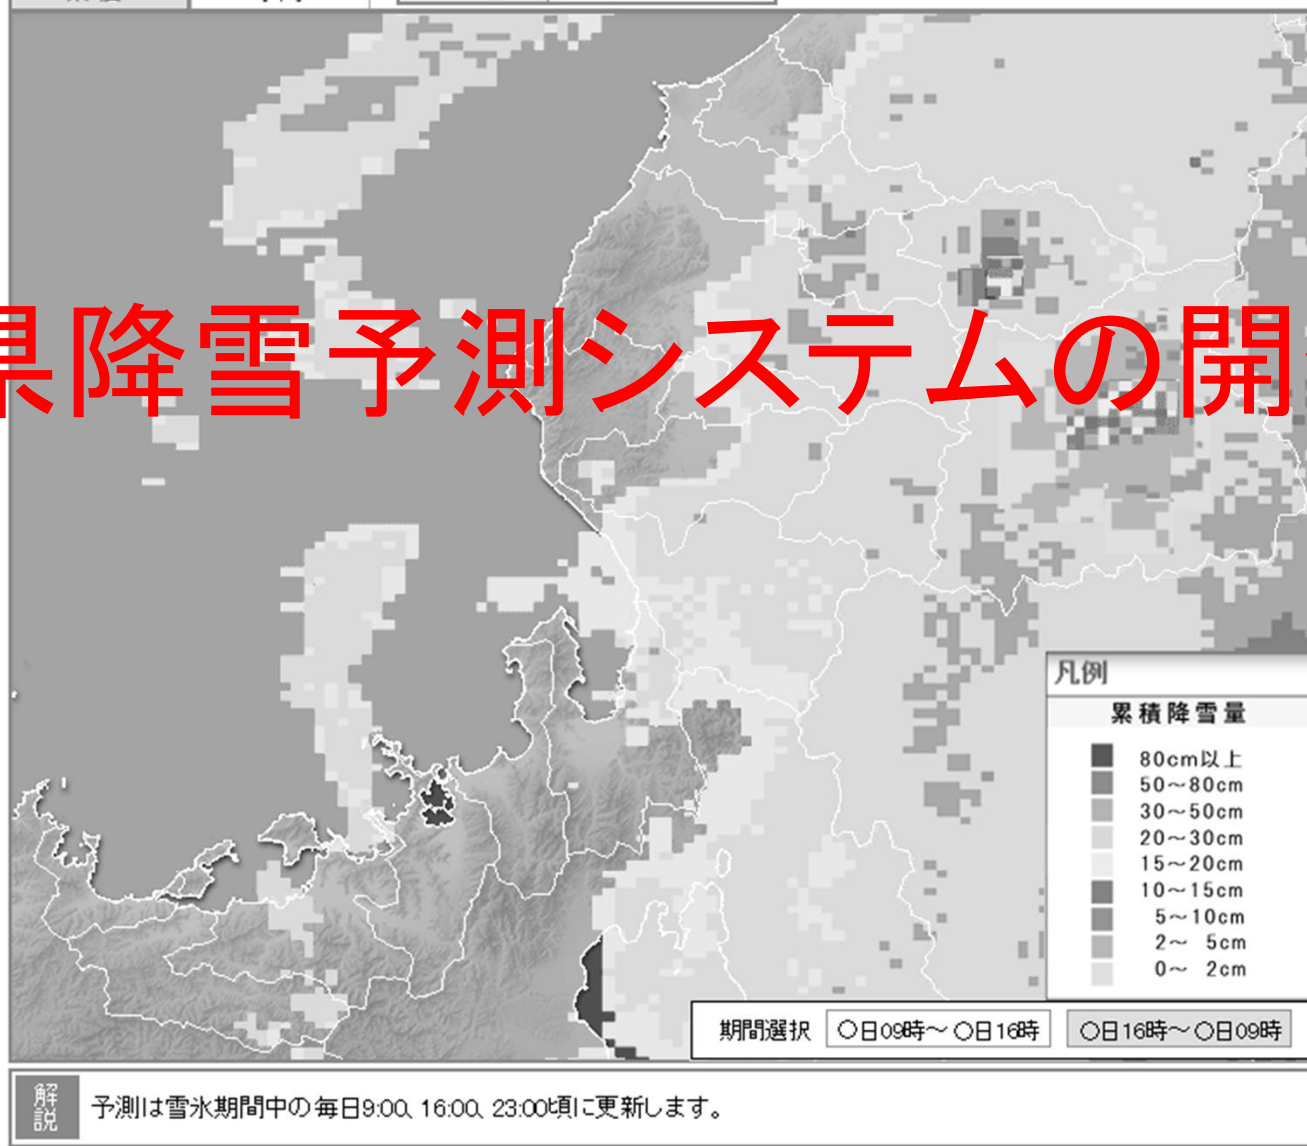 県降雪予測システムの開
凡例
累積降雪量
80cm以上
50～80cm
30～50cm
20～30cm
15～20cm
10～15cm
5～10cm
2～ 5cm
0～ 2cm
期間選択 〇日09時～〇日16時 〇日16時～〇日09時
解説 予測は雪氷期間中の毎日9:00、16:00、23:00頃に更新します。